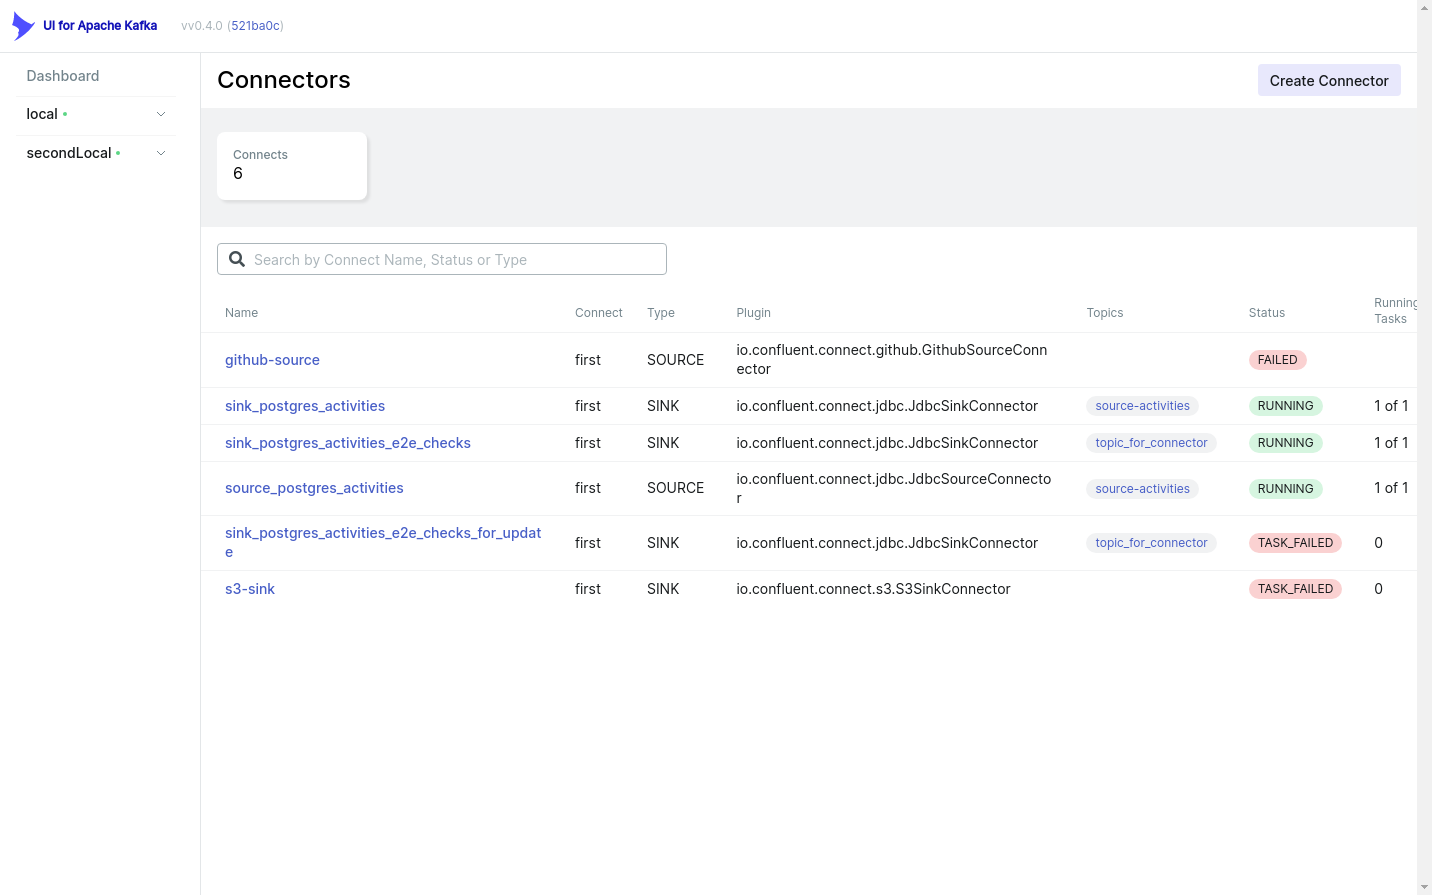 UI for Apache Kafka
vv0.4.0 (521ba0c)
Dashboard
local
secondLocal
Connectors
Create Connector
Connects
6
Search by Connect Name, Status or Type
Name Connect Type Plugin Topics Status Running
Tasks
github-source first SOURCE io.confluent.connect.github.GithubSourceConn
ector FAILED
sink_postgres_activities first SINK io.confluent.connect.jdbc.JdbcSinkConnector source-activities RUNNING 1 of 1
sink_postgres_activities_e2e_checks first SINK io.confluent.connect.jdbc.JdbcSinkConnector topic_for_connector RUNNING 1 of 1
source_postgres_activities first SOURCE io.confluent.connect.jdbc.JdbcSourceConnecto
r source-activities RUNNING 1 of 1
sink_postgres_activities_e2e_checks_for_updat
e first SINK io.confluent.connect.jdbc.JdbcSinkConnector topic_for_connector TASK_FAILED 0
s3-sink first SINK io.confluent.connect.s3.S3SinkConnector TASK_FAILED 0